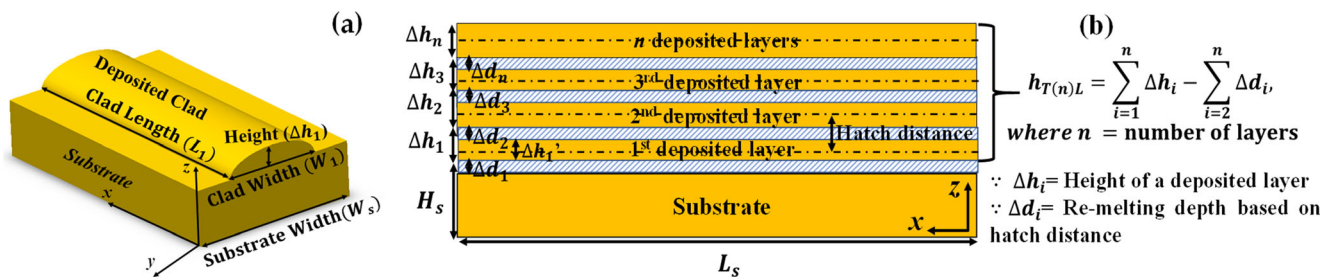 (a)
Deposited Clad
Clad Length (L₁)
Height (Δh₁)
Substrate
z
x
y
Clad Width (W₁)
Substrate Width(Wₛ)
Δhₙ
Δh₃
Δh₂
Δh₁
Hₛ
n deposited layers
Δdₙ
3rd deposited layer
Δd₃
2nd deposited layer
Δd₂
Hatch distance
Δh₁'
1st deposited layer
Δd₁
Substrate
z
x
Lₛ
(b)
h_{T(n)L} = ∑_{i=1}^{n} Δhᵢ − ∑_{i=2}^{n} Δdᵢ,
where n = number of layers
∵ Δhᵢ= Height of a deposited layer
∵ Δdᵢ= Re-melting depth based on
hatch distance